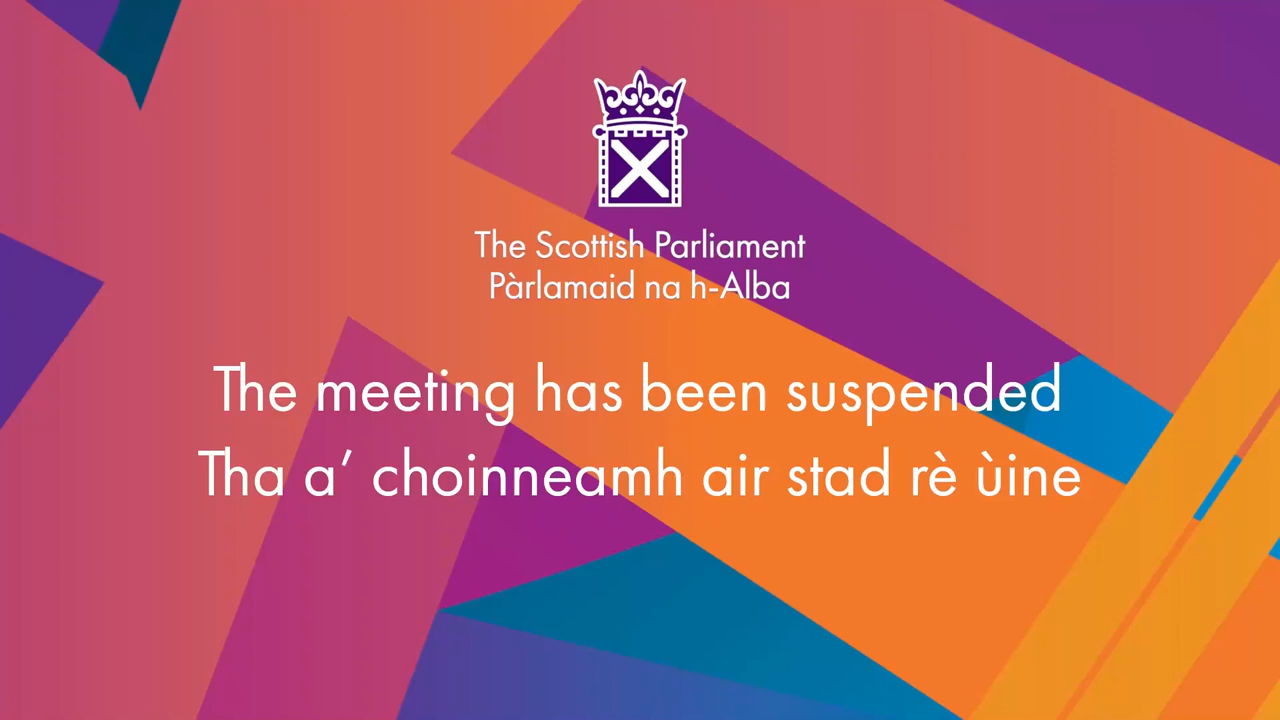 The Scottish Parliament
Pàrlamaid na h-Alba
The meeting has been suspended
Tha a’ choinneamh air stad rè ùine